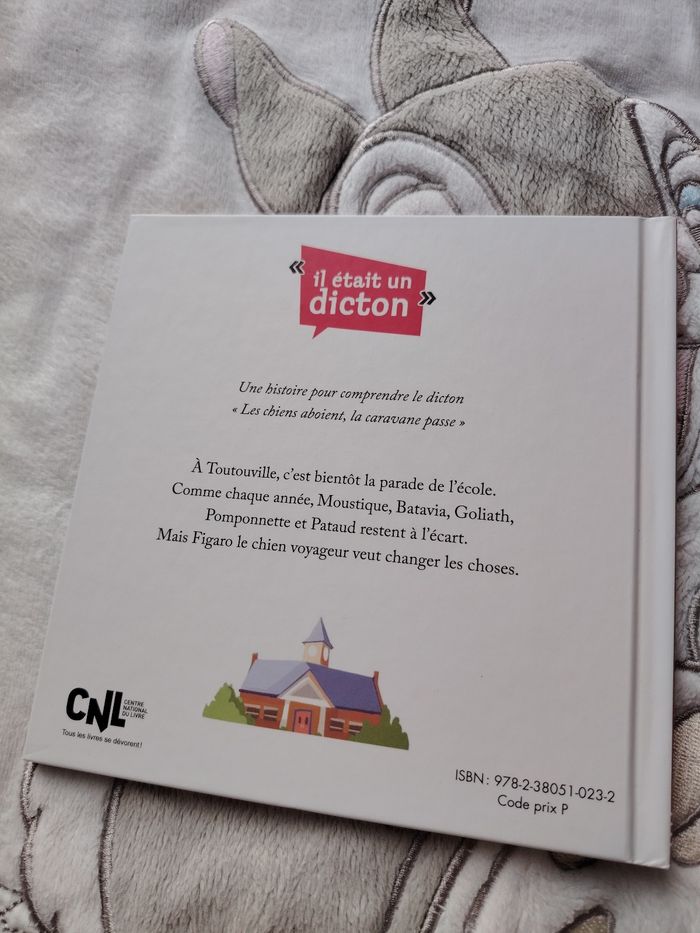 « il était un
dicton »
Une histoire pour comprendre le dicton
« Les chiens aboient, la caravane passe »
À Toutouville, c’est bientôt la parade de l’école.
Comme chaque année, Moustique, Batavia, Goliath,
Pomponnette et Pataud restent à l’écart.
Mais Figaro le chien voyageur veut changer les choses.
CNL CENTRE
NATIONAL
DU LIVRE
Tous les livres se dévorent!
ISBN : 978-2-38051-023-2
Code prix P